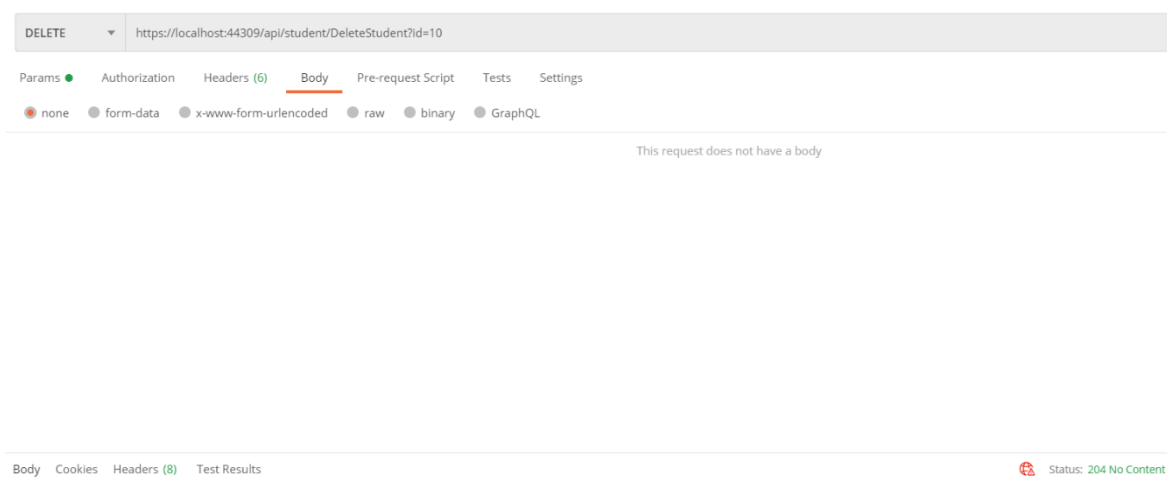 DELETE https://localhost:44309/api/student/DeleteStudent?id=10
Params Authorization Headers (6) Body Pre-request Script Tests Settings
none form-data x-www-form-urlencoded raw binary GraphQL
This request does not have a body
Body Cookies Headers (8) Test Results Status: 204 No Content